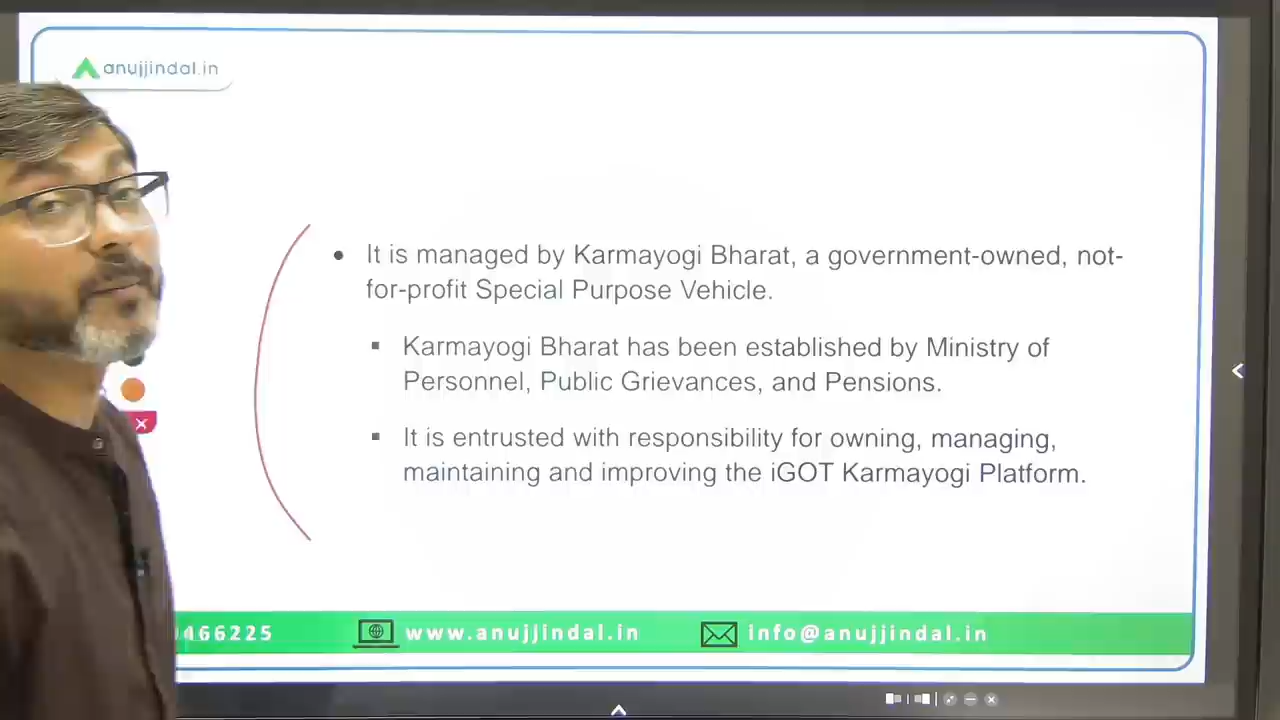 anujjindal.in
• It is managed by Karmayogi Bharat, a government-owned, not-
for-profit Special Purpose Vehicle.
▪ Karmayogi Bharat has been established by Ministry of
Personnel, Public Grievances, and Pensions.
▪ It is entrusted with responsibility for owning, managing,
maintaining and improving the iGOT Karmayogi Platform.
466225
www.anujjindal.in
info@anujjindal.in